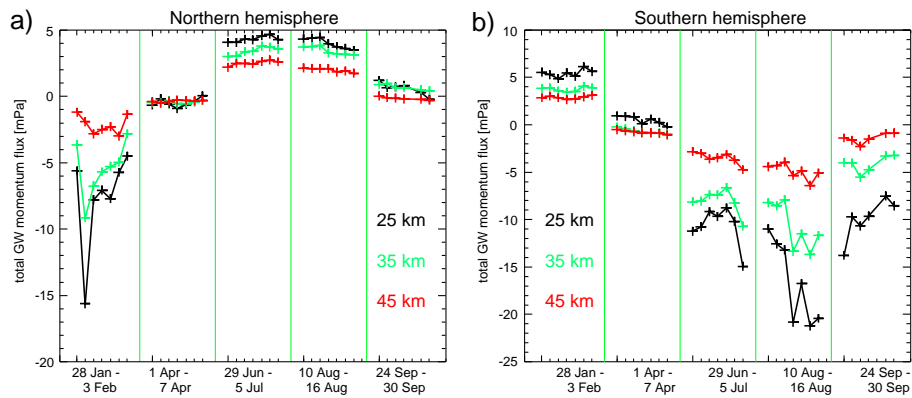 a)
Northern hemisphere
total GW momentum flux [mPa]
5
0
-5
-10
-15
-20
25 km
35 km
45 km
28 Jan -
3 Feb
1 Apr -
7 Apr
29 Jun -
5 Jul
10 Aug -
16 Aug
24 Sep -
30 Sep
b)
Southern hemisphere
total GW momentum flux [mPa]
10
5
0
-5
-10
-15
-20
-25
25 km
35 km
45 km
28 Jan -
3 Feb
1 Apr -
7 Apr
29 Jun -
5 Jul
10 Aug -
16 Aug
24 Sep -
30 Sep